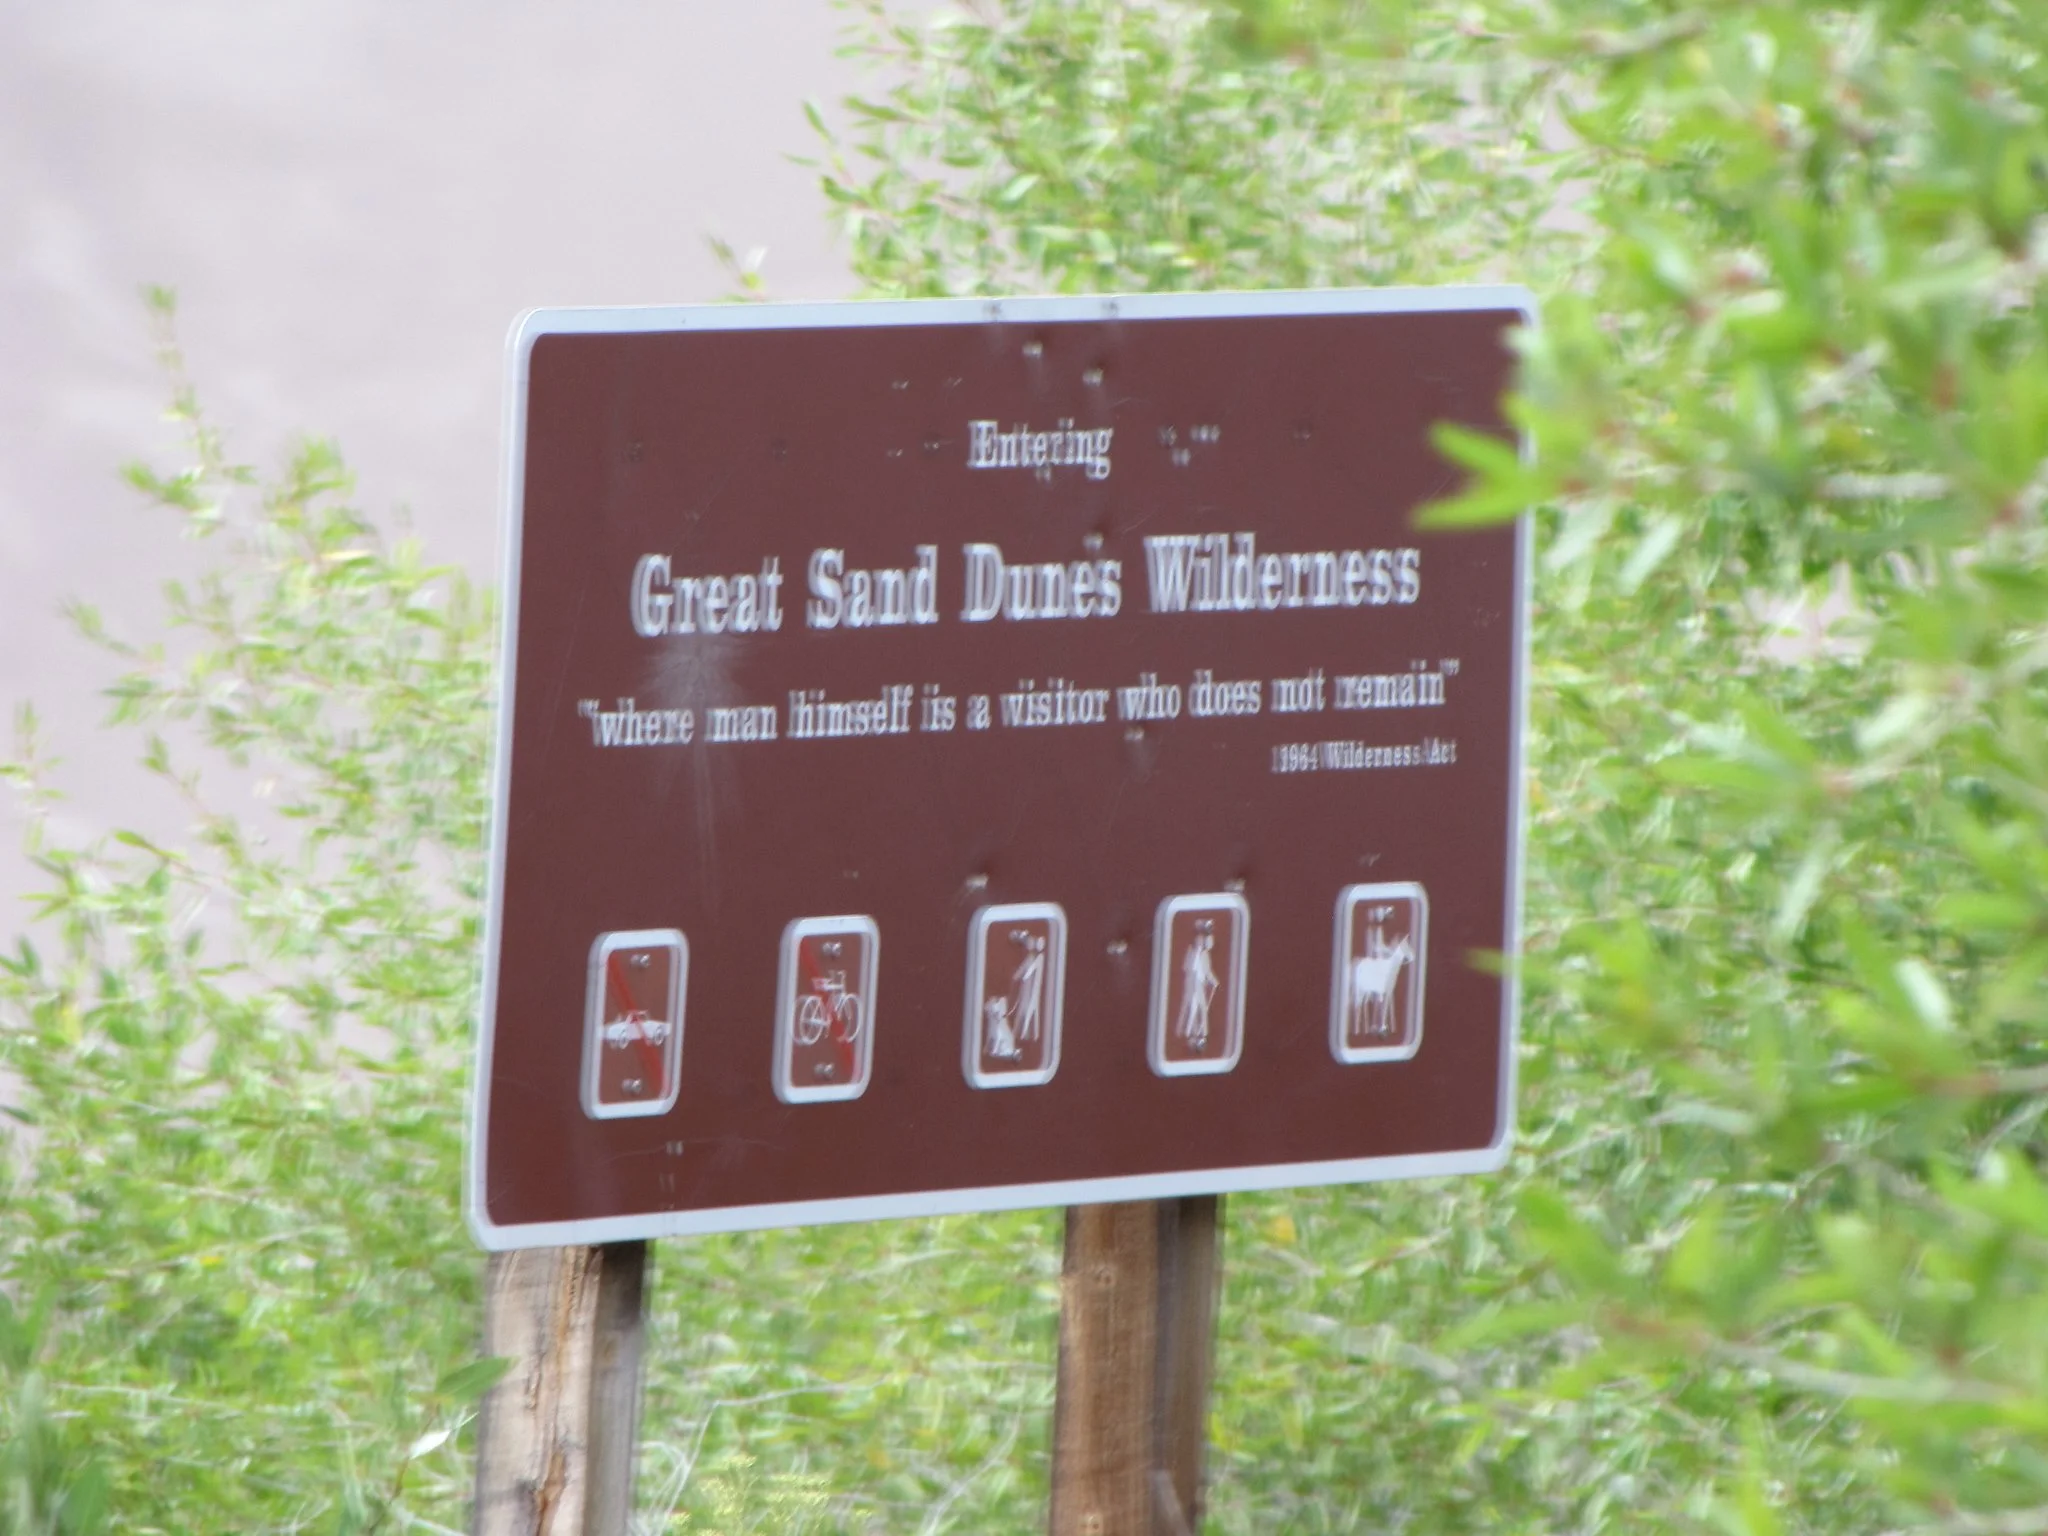 Entering
Great Sand Dunes Wilderness
"where man himself is a visitor who does not remain"
1964 Wilderness Act